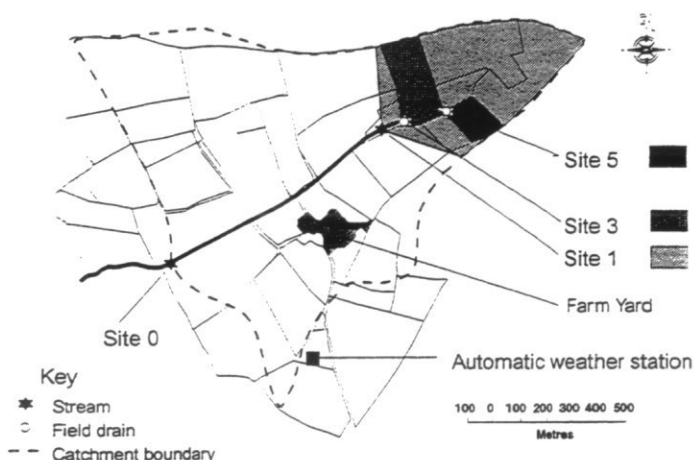 Site 5
Site 3
Site 1
Farm Yard
Site 0
Automatic weather station
Key
Stream
Field drain
Catchment boundary
100 0 100 200 300 400 500
Metres